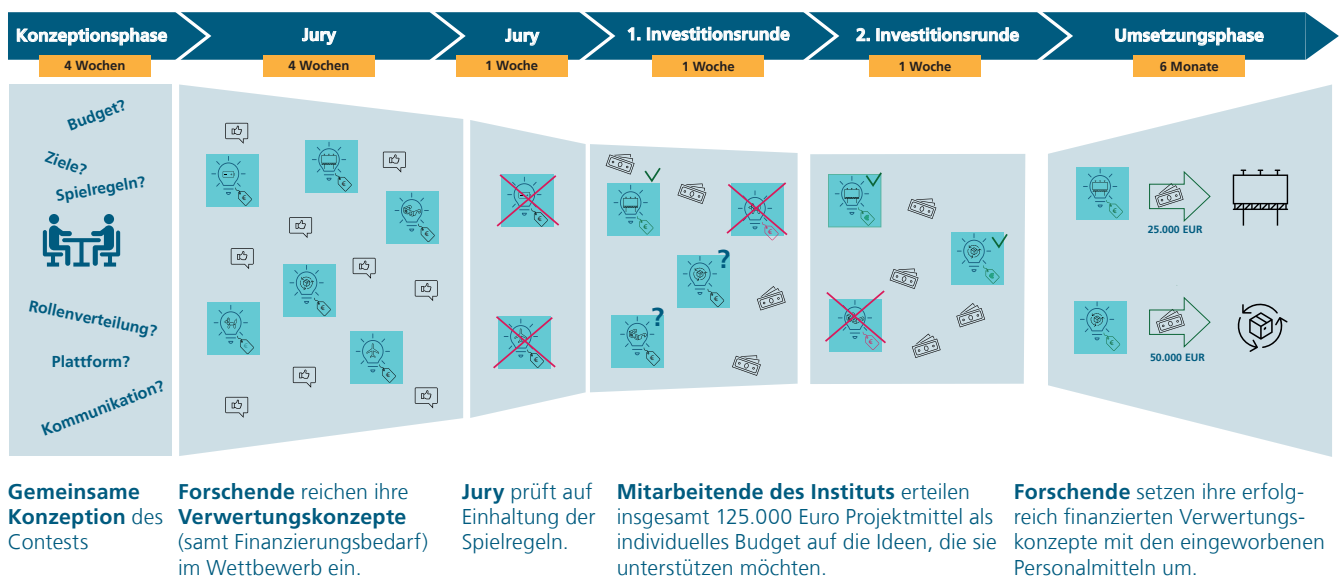 Konzeptionsphase
4 Wochen
Jury
4 Wochen
Jury
1 Woche
1. Investitionsrunde
1 Woche
2. Investitionsrunde
1 Woche
Umsetzungsphase
6 Monate
Budget?
Ziele?
Spielregeln?
Rollenverteilung?
Plattform?
Kommunikation?
€
€
€
€
€
€
€
€
€
€
?
€
?
€
€
€
€
€
25.000 EUR
€
50.000 EUR
Gemeinsame
Konzeption des
Contests
Forschende reichen ihre
Verwertungskonzepte
(samt Finanzierungsbedarf)
im Wettbewerb ein.
Jury prüft auf
Einhaltung der
Spielregeln.
Mitarbeitende des Instituts erteilen
insgesamt 125.000 Euro Projektmittel als
individuelles Budget auf die Ideen, die sie
unterstützen möchten.
Forschende setzen ihre erfolg-
reich finanzierten Verwertungs-
konzepte mit den eingeworbenen
Personalmitteln um.